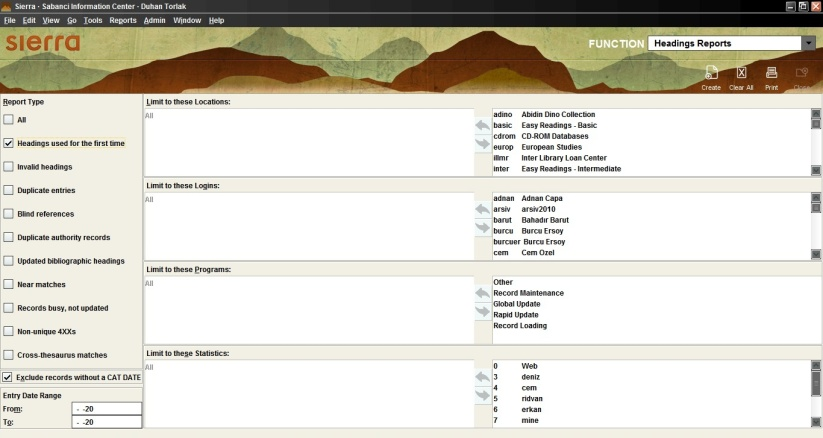 Sierra · Sabanci Information Center · Duhan Torlak
File Edit View Go Tools Reports Admin Window Help
sierra
FUNCTION Headings Reports
Create Clear All Print Close
Report Type
All
Headings used for the first time
Invalid headings
Duplicate entries
Blind references
Duplicate authority records
Updated bibliographic headings
Near matches
Records busy, not updated
Non-unique 4XXs
Cross-thesaurus matches
Exclude records without a CAT DATE
Entry Date Range
From: - -20
To: - -20
Limit to these Locations:
All
adino Abidin Dino Collection
basic Easy Readings - Basic
cdrom CD-ROM Databases
europ European Studies
illmr Inter Library Loan Center
inter Easy Readings - Intermediate
Limit to these Logins:
All
adnan Adnan Capa
arsiv arsiv2010
barut Bahadır Barut
burcu Burcu Ersoy
burcuer Burcu Ersoy
cem Cem Ozel
Limit to these Programs:
All
Other
Record Maintenance
Global Update
Rapid Update
Record Loading
Limit to these Statistics:
All
0 Web
3 deniz
4 cem
5 ridvan
6 erkan
7 mine